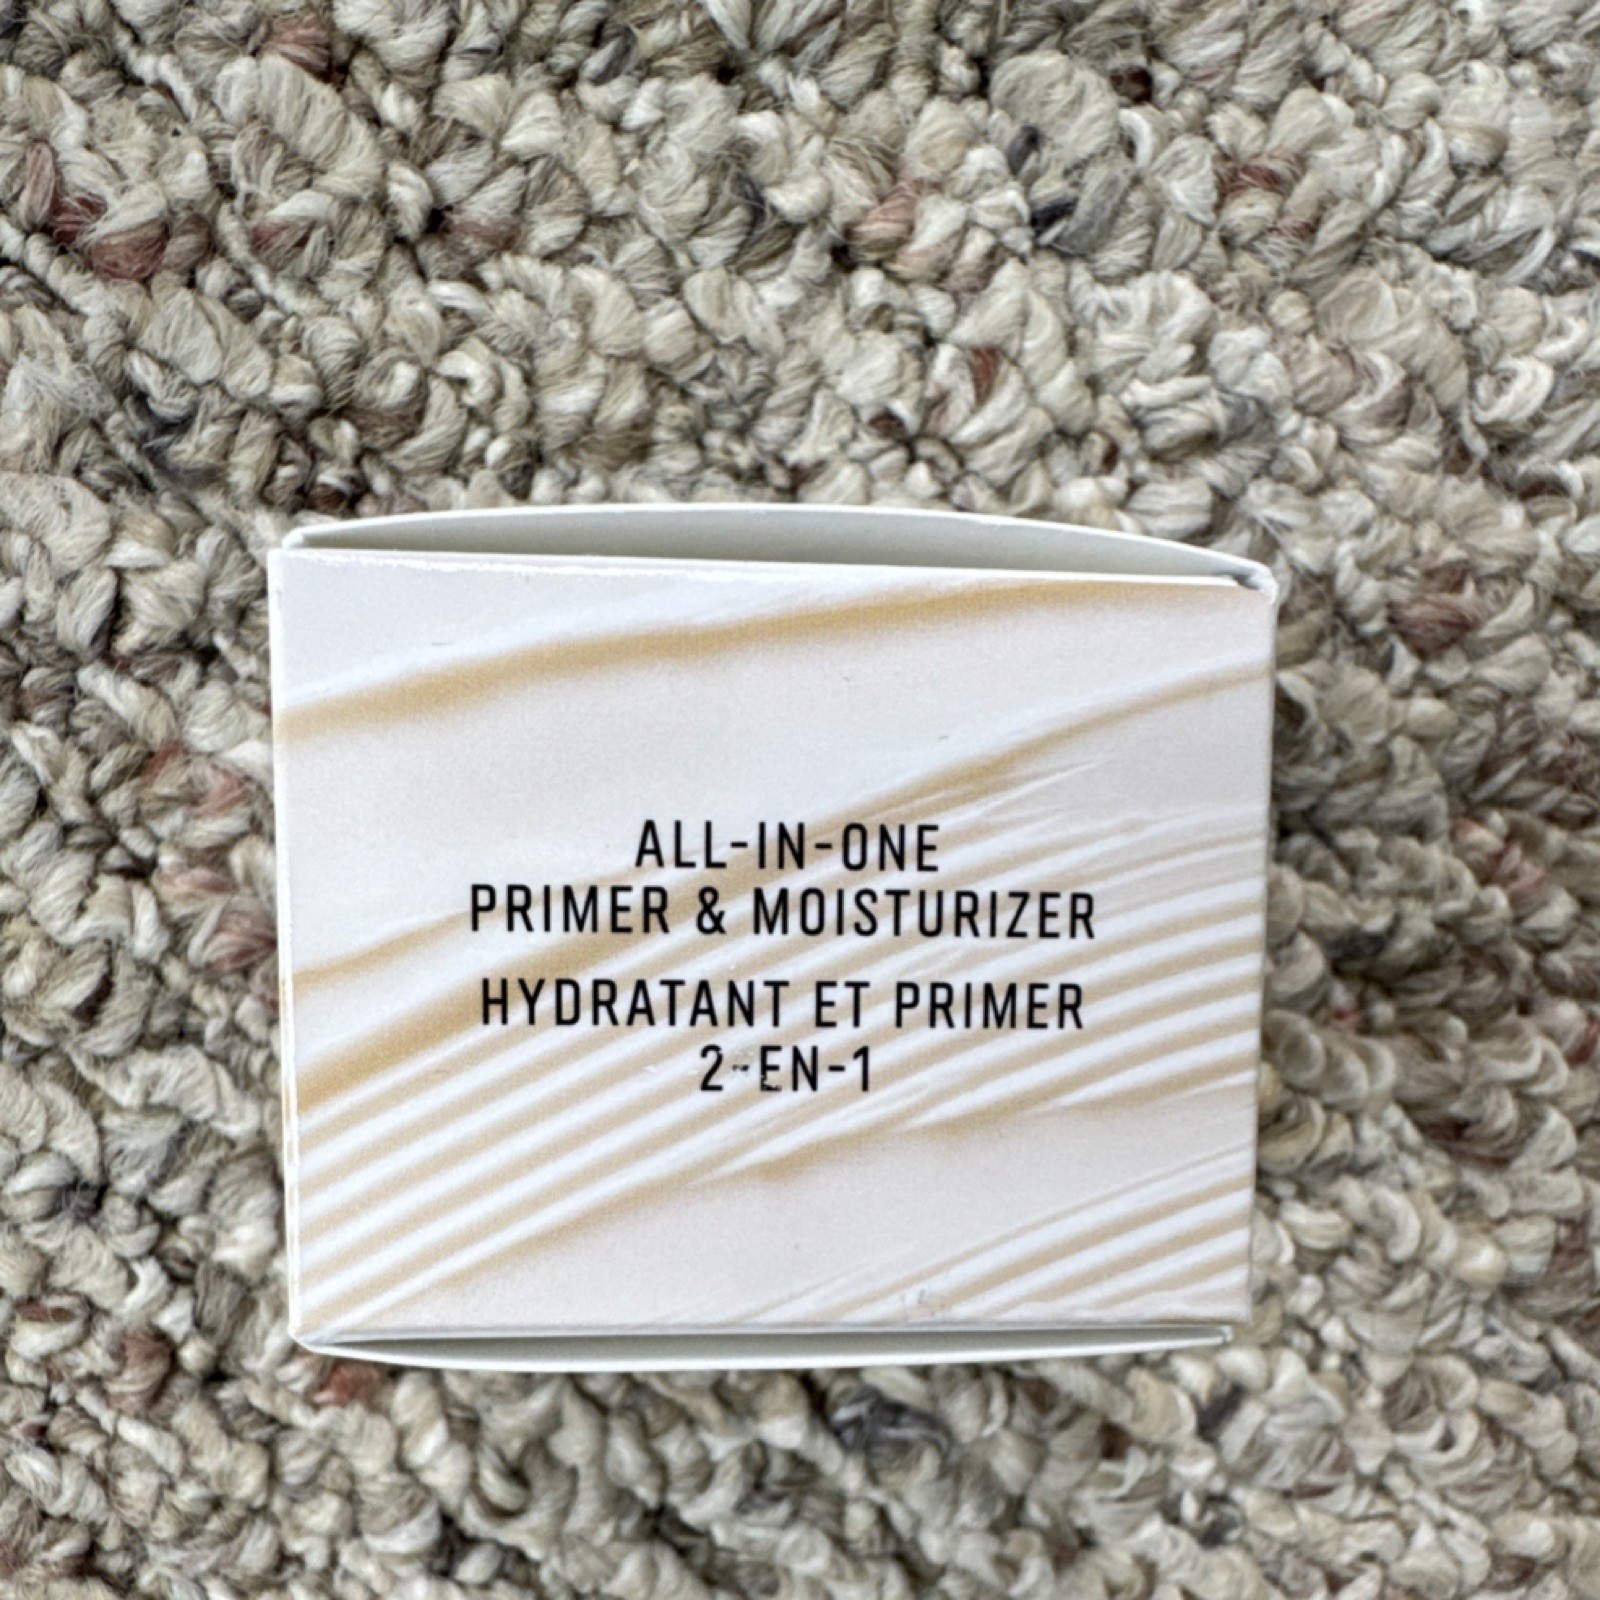 ALL-IN-ONE
PRIMER & MOISTURIZER
HYDRATANT ET PRIMER
2-EN-1